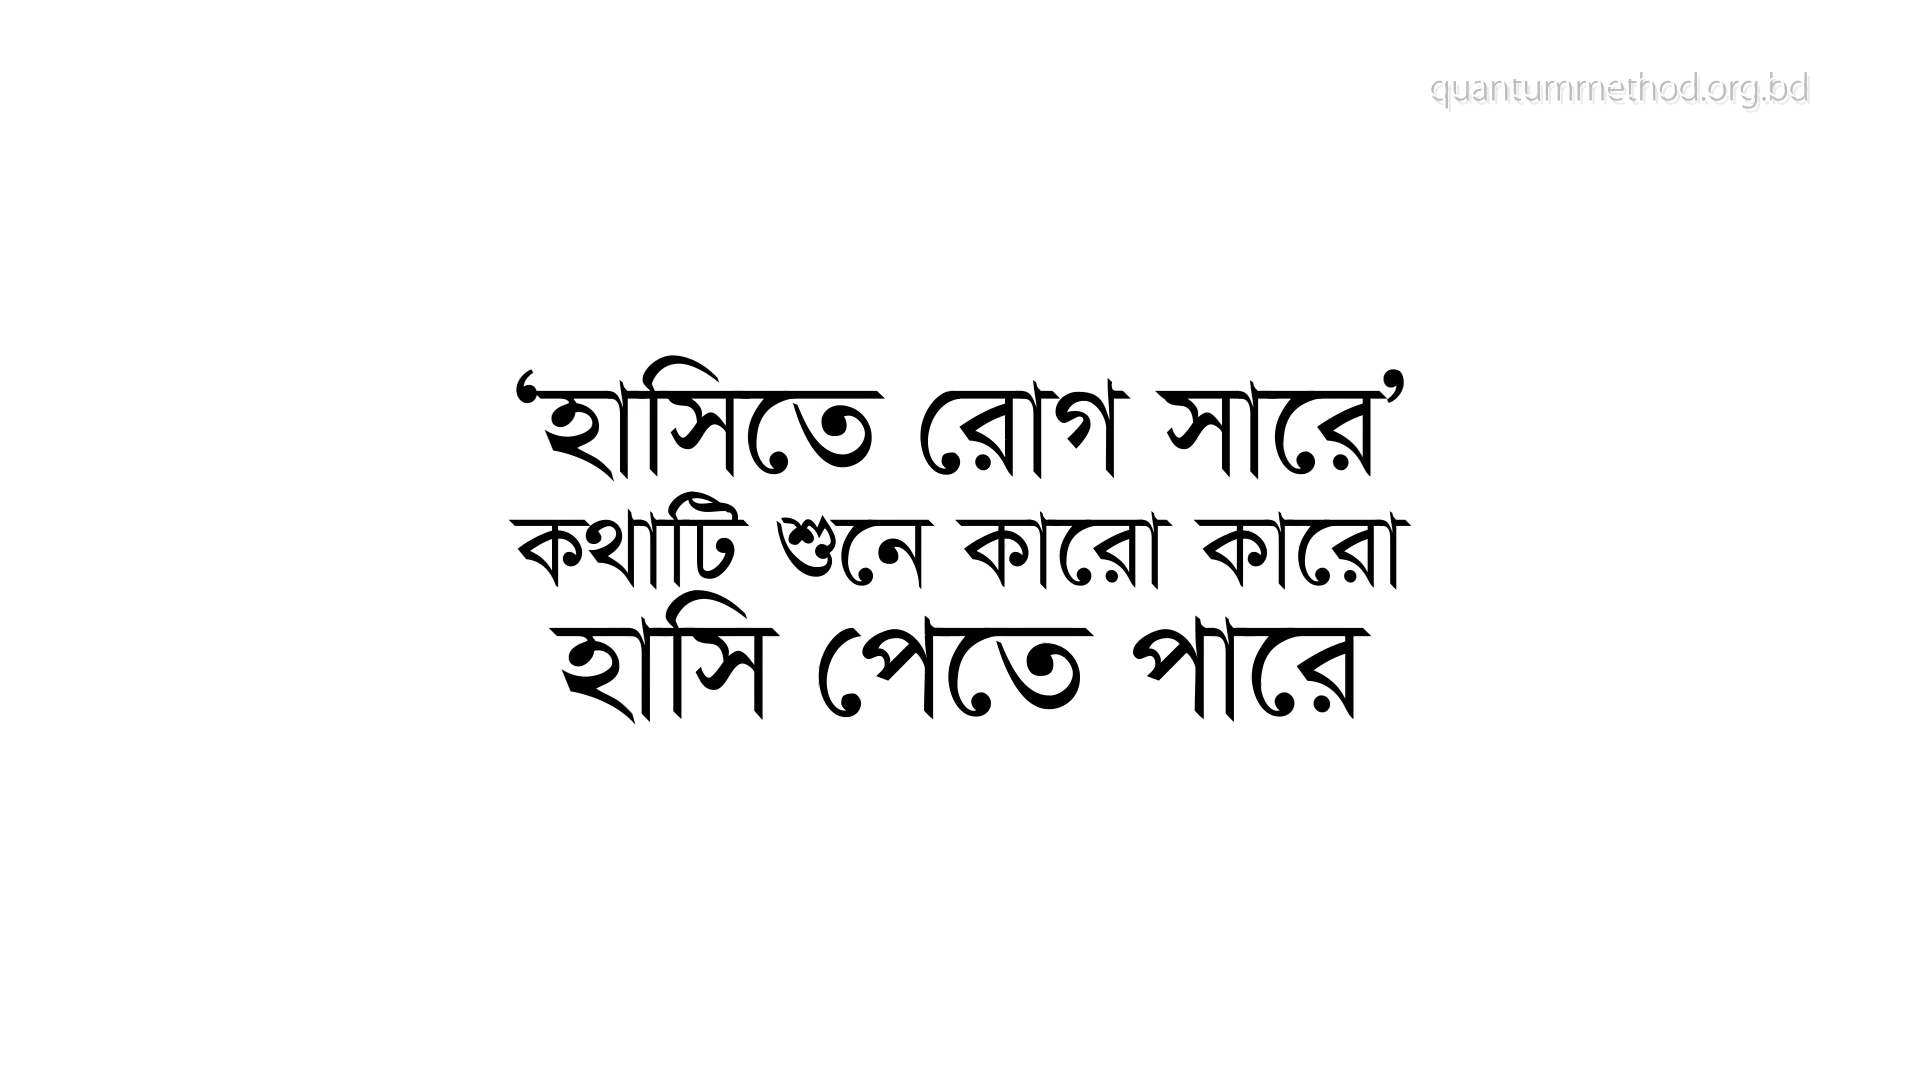 quantummethod.org.bd
‘হাসিতে রোগ সারে’
কথাটি শুনে কারো কারো
হাসি পেতে পারে